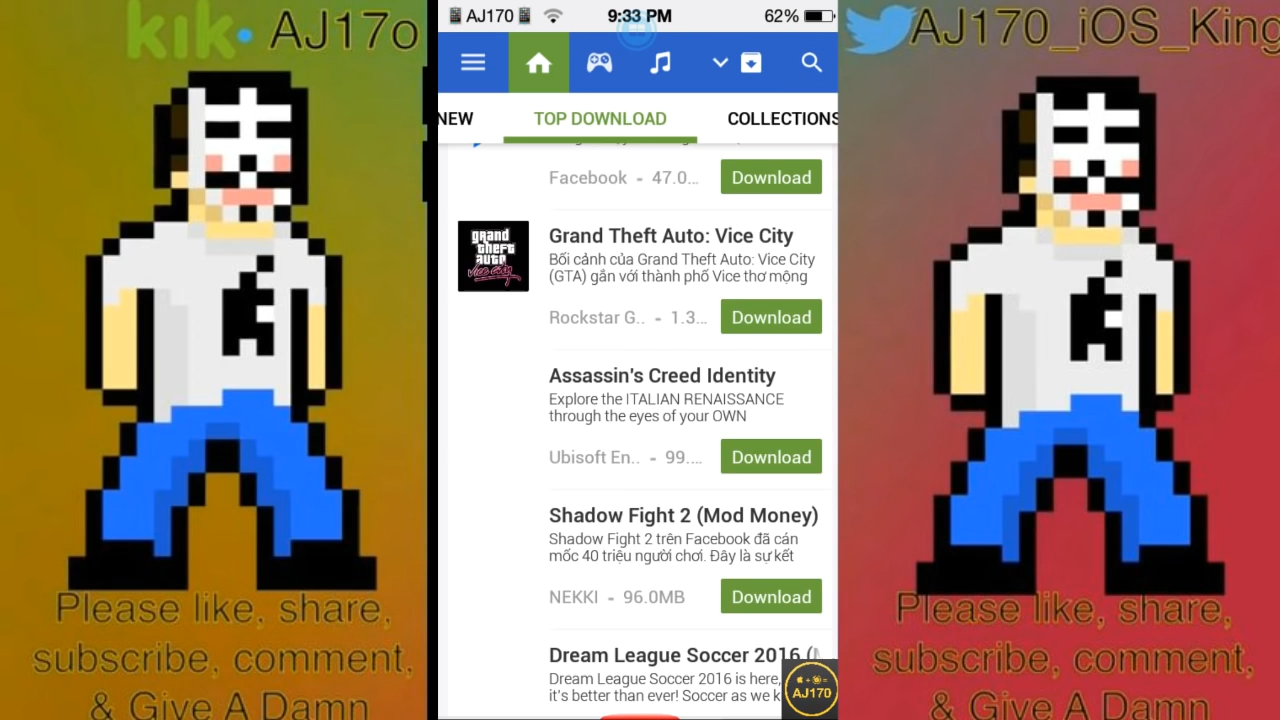 kik• AJ17o
AJ170 9:33 PM 62%
AJ170_iOS_King
NEW TOP DOWNLOAD COLLECTIONS
Facebook - 47.0... Download
grand theft auto Vice City
Grand Theft Auto: Vice City
Bối cảnh của Grand Theft Auto: Vice City
(GTA) gắn với thành phố Vice thơ mộng
Rockstar G.. - 1.3... Download
Assassin's Creed Identity
Explore the ITALIAN RENAISSANCE
through the eyes of your OWN
Ubisoft En.. - 99.... Download
Shadow Fight 2 (Mod Money)
Shadow Fight 2 trên Facebook đã cán
mốc 40 triệu người chơi. Đây là sự kết
NEKKI - 96.0MB Download
Dream League Soccer 2016 (
Dream League Soccer 2016 is here,
it's better than ever! Soccer as we k
AJ170
Please like, share,
subscribe, comment,
& Give A Damn
Please like, share,
subscribe, comment,
& Give A Damn